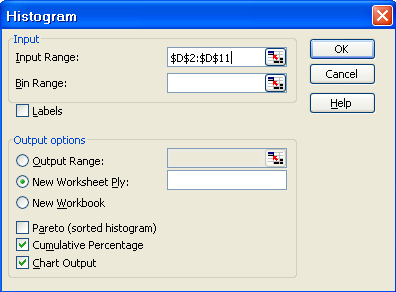 Histogram
Input
Input Range: $D$2:$D$11 OK
Bin Range: Cancel
Labels Help
Output options
Output Range:
New Worksheet Ply:
New Workbook
Pareto (sorted histogram)
Cumulative Percentage
Chart Output